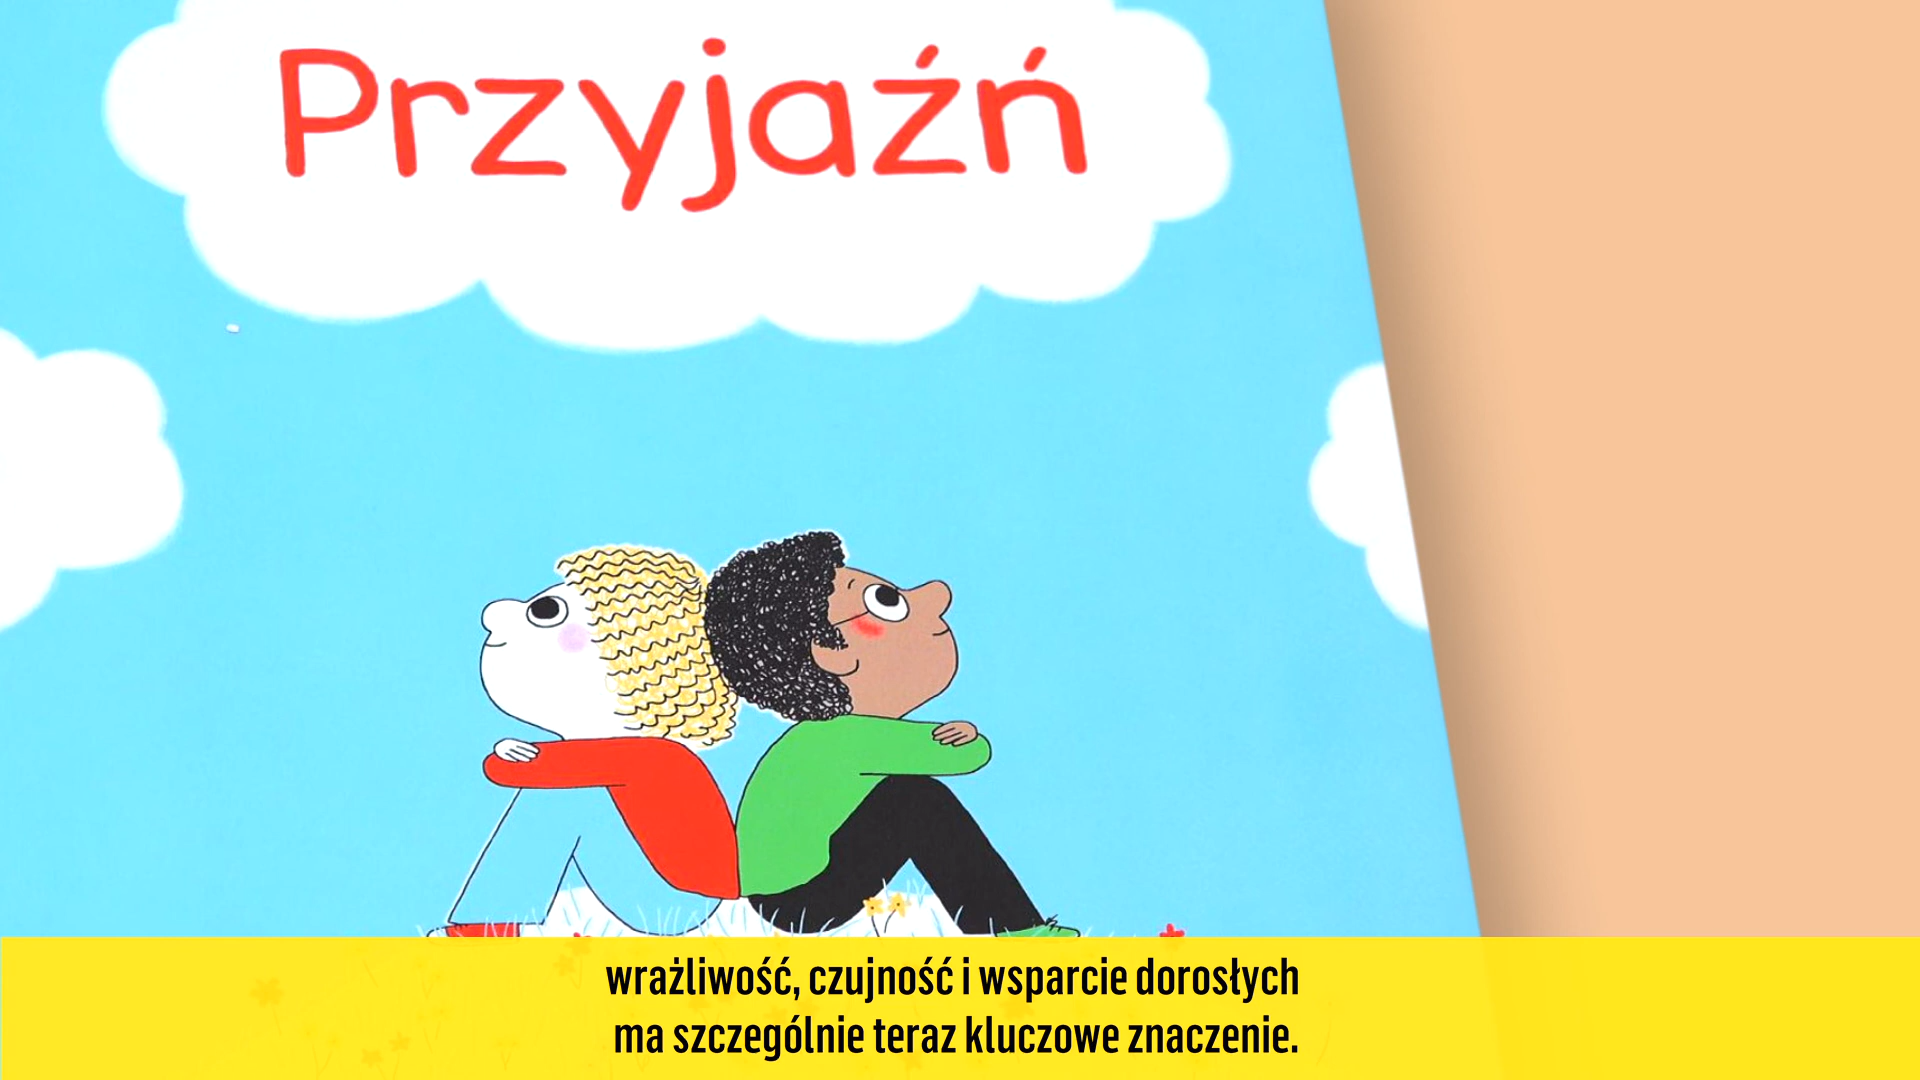 Przyjaźń
wrażliwość, czujność i wsparcie dorosłych
ma szczególnie teraz kluczowe znaczenie.